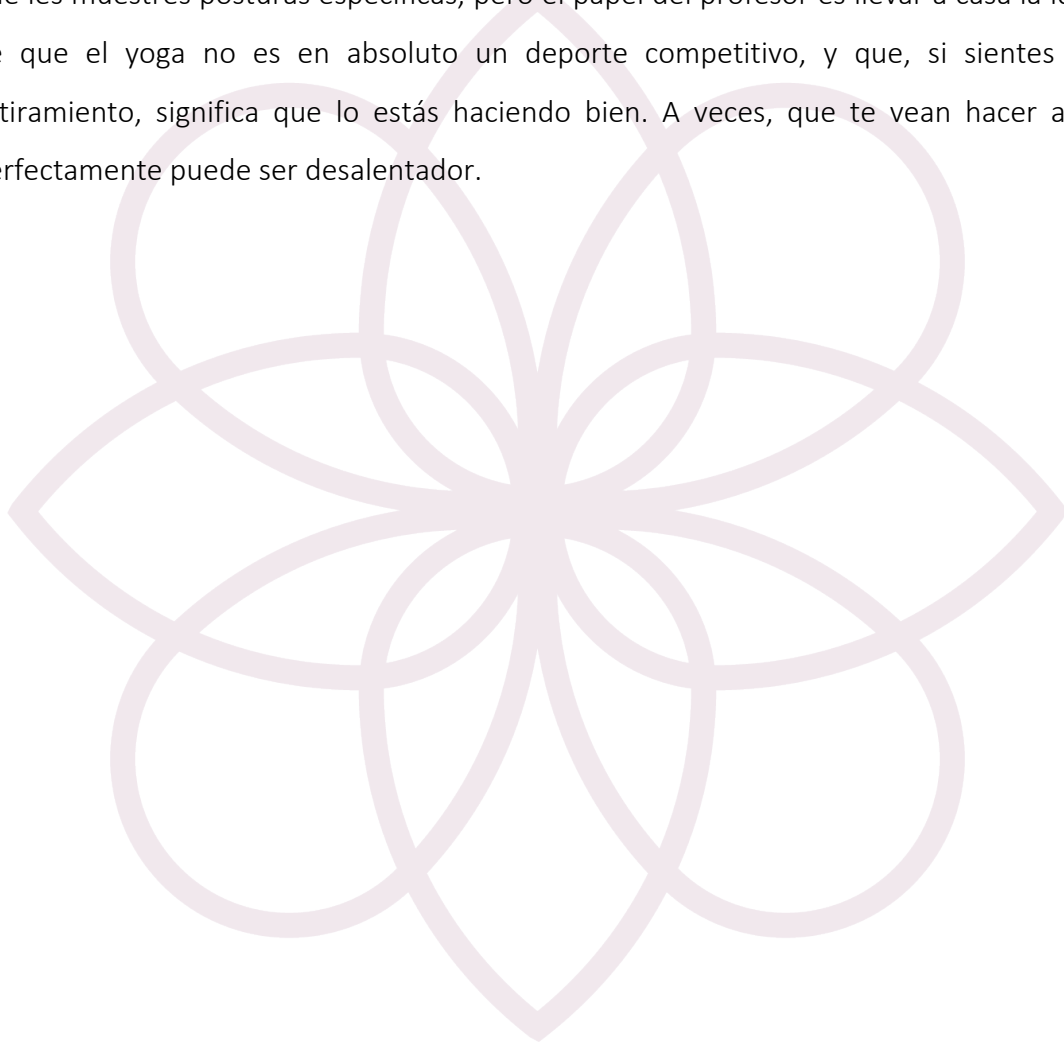 les muestres posturas específicas, pero el papel del profesor es llevar a casa la
que el yoga no es en absoluto un deporte competitivo, y que, si sientes
tiramiento, significa que lo estás haciendo bien. A veces, que te vean hacer a
erfectamente puede ser desalentador.